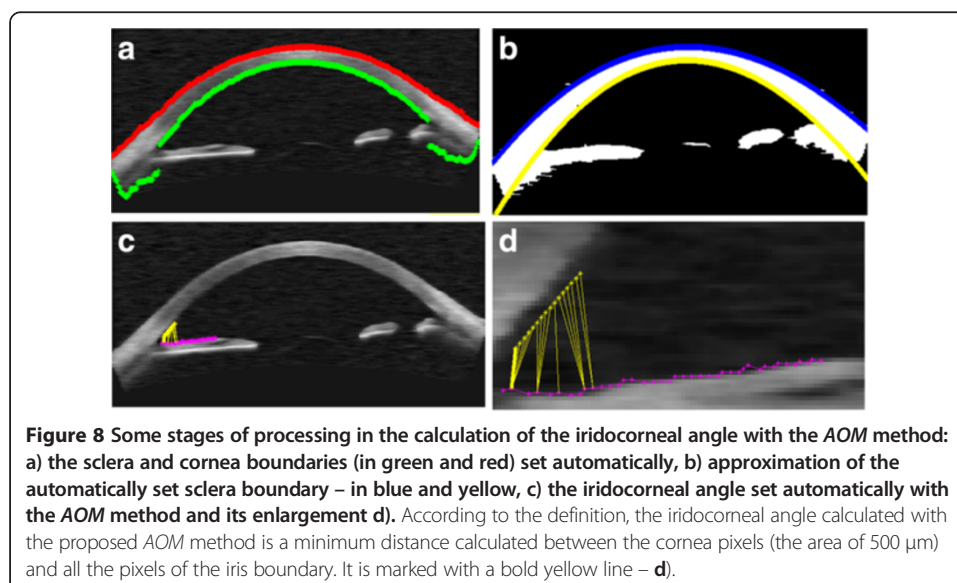 a
b
c
d
Figure 8 Some stages of processing in the calculation of the iridocorneal angle with the AOM method:
a) the sclera and cornea boundaries (in green and red) set automatically, b) approximation of the
automatically set sclera boundary – in blue and yellow, c) the iridocorneal angle set automatically with
the AOM method and its enlargement d). According to the definition, the iridocorneal angle calculated with
the proposed AOM method is a minimum distance calculated between the cornea pixels (the area of 500 μm)
and all the pixels of the iris boundary. It is marked with a bold yellow line – d).